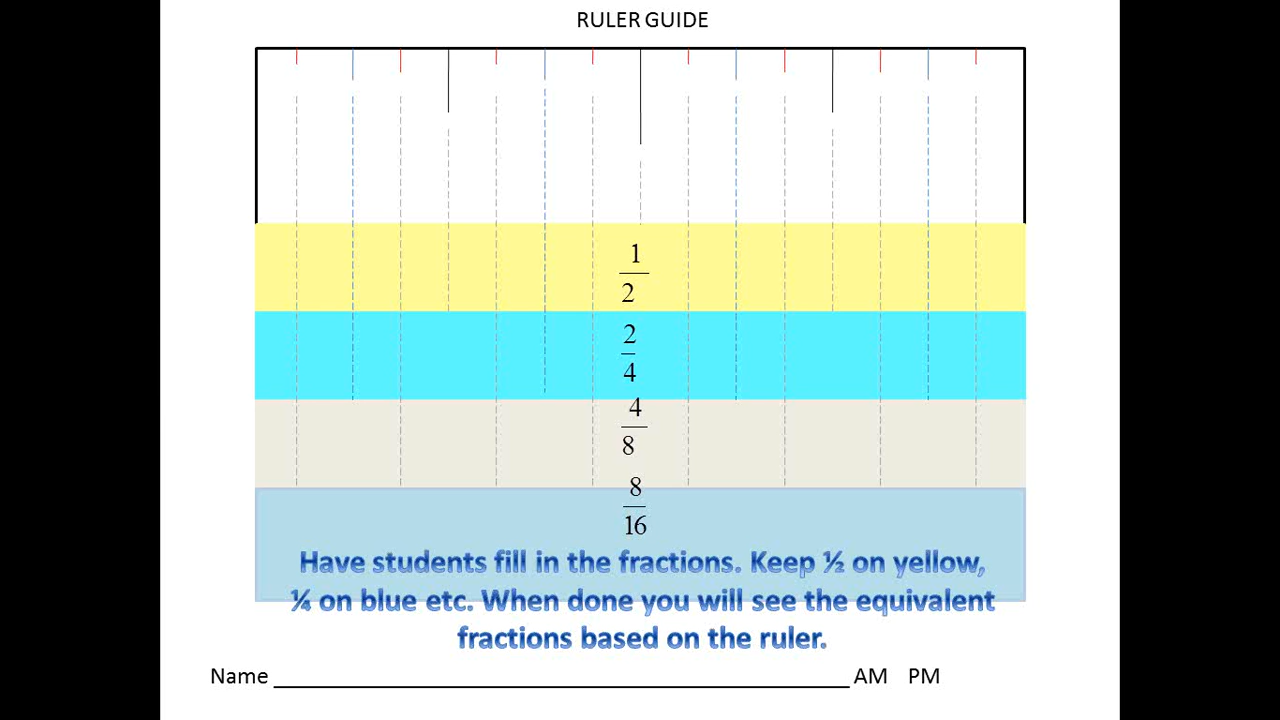 RULER GUIDE
1
2
2
4
4
8
8
16
Have students fill in the fractions. Keep ½ on yellow,
¼ on blue etc. When done you will see the equivalent
fractions based on the ruler.
Name ______________________________ AM PM